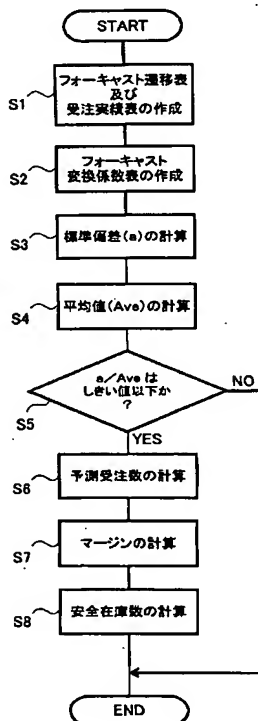 START
S1
フォーキャスト遷移表
及び
受注実績表の作成
S2
フォーキャスト
変換係数表の作成
S3
標準偏差(a)の計算
S4
平均値(Ave)の計算
S5
a/Ave は
しきい値以下か
?
NO
YES
S6
予測受注数の計算
S7
マージンの計算
S8
安全在庫数の計算
END